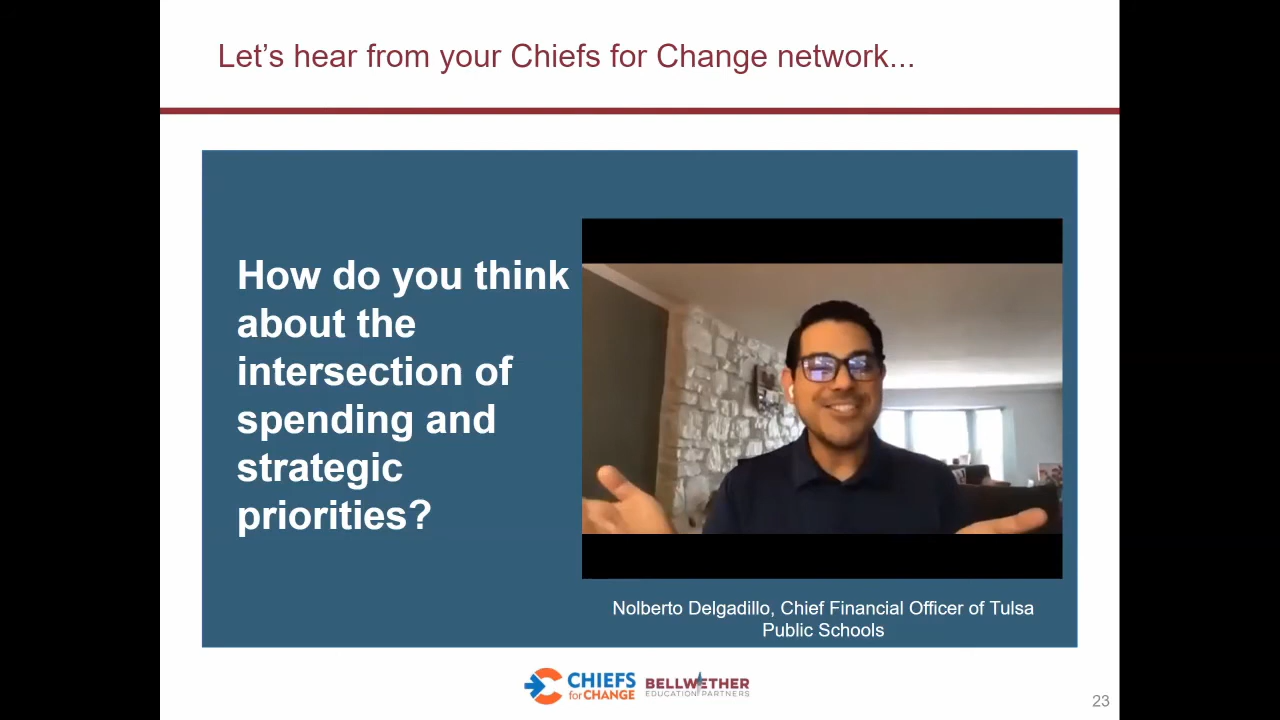 Let’s hear from your Chiefs for Change network...
How do you think
about the
intersection of
spending and
strategic
priorities?
Nolberto Delgadillo, Chief Financial Officer of Tulsa
Public Schools
CHIEFS
for CHANGE
BELLWETHER
EDUCATION PARTNERS
23